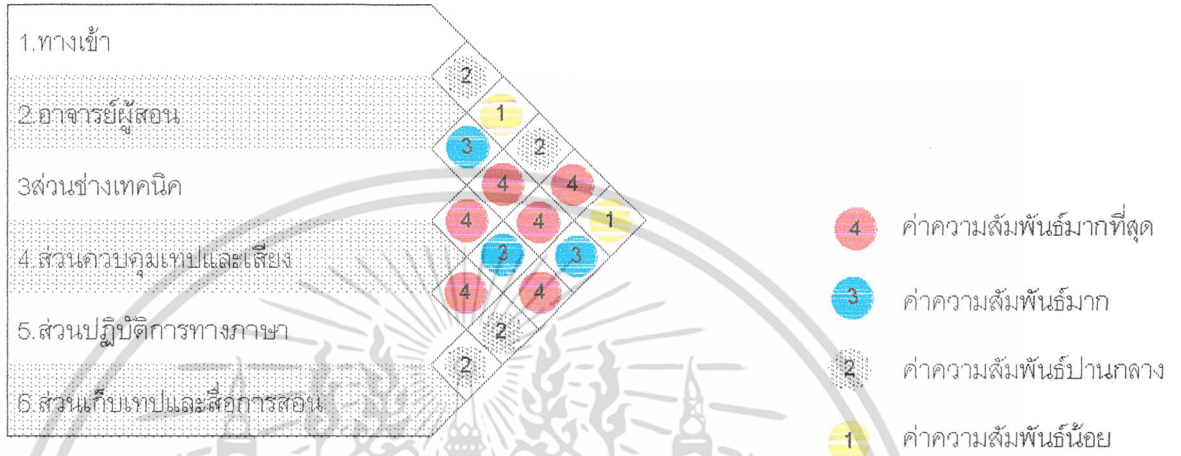 1.ทางเข้า
2.อาจารย์ผู้สอน
3ส่วนช่างเทคนิค
4.ส่วนควบคุมเทปและเสียง
5.ส่วนปฏิบัติการทางภาษา
6.ส่วนเก็บเทปและสื่อการสอน
2
1
3 2
4 4
4 4 1
3 3
4 4
2
2
4 ค่าความสัมพันธ์มากที่สุด
3 ค่าความสัมพันธ์มาก
2 ค่าความสัมพันธ์ปานกลาง
1 ค่าความสัมพันธ์น้อย